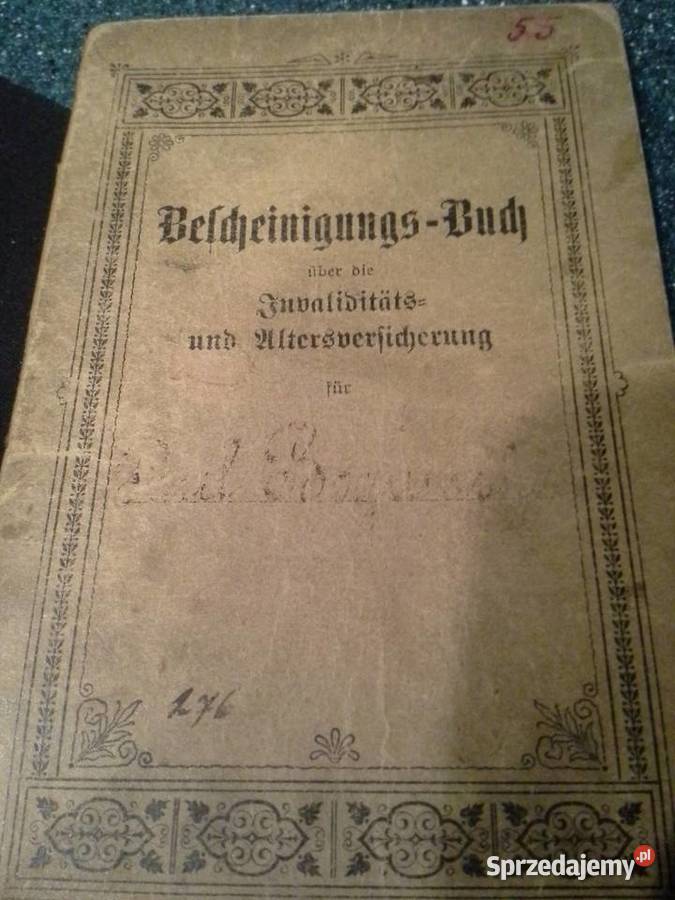 55
Bescheinigungs-Buch
über die
Invaliditäts-
und Altersversicherung
für
276
Sprzedajemy.pl